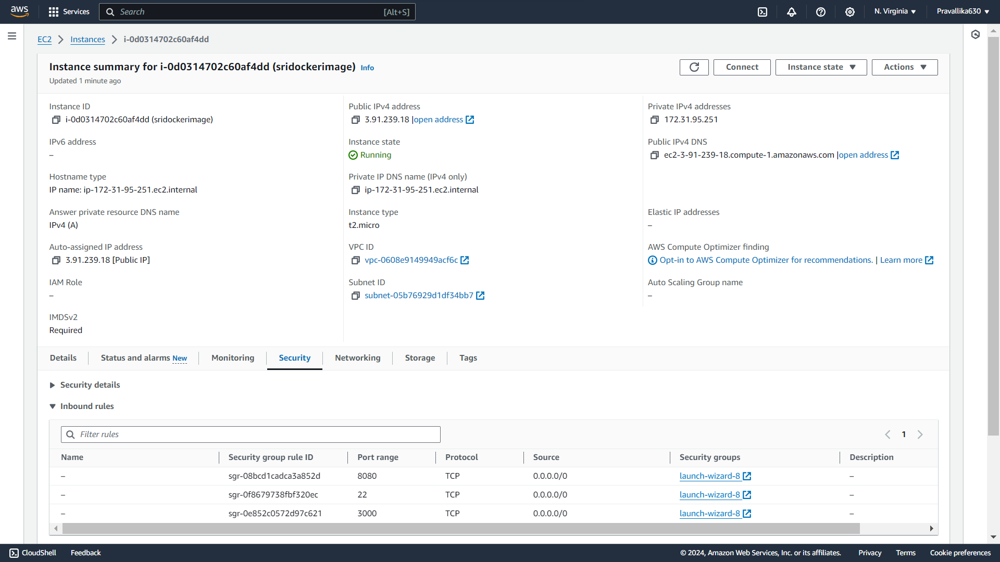 aws Services Search [Alt+S] N. Virginia Pravallika630
EC2 Instances i-0d0314702c60af4dd
Instance summary for i-0d0314702c60af4dd (sridockerimage) Info
Connect Instance state Actions
Updated 1 minute ago
Instance ID
i-0d0314702c60af4dd (sridockerimage)
Public IPv4 address
3.91.239.18 |open address
Private IPv4 addresses
172.31.95.251
IPv6 address
–
Instance state
Running
Public IPv4 DNS
ec2-3-91-239-18.compute-1.amazonaws.com |open address
Hostname type
IP name: ip-172-31-95-251.ec2.internal
Private IP DNS name (IPv4 only)
ip-172-31-95-251.ec2.internal
Answer private resource DNS name
IPv4 (A)
Instance type
t2.micro
Elastic IP addresses
–
Auto-assigned IP address
3.91.239.18 [Public IP]
VPC ID
vpc-0608e9149949acf6c
AWS Compute Optimizer finding
Opt-in to AWS Compute Optimizer for recommendations. | Learn more
IAM Role
–
Subnet ID
subnet-05b76929d1df34bb7
Auto Scaling Group name
–
IMDSv2
Required
Details Status and alarms New Monitoring Security Networking Storage Tags
Security details
Inbound rules
Filter rules 1
Name Security group rule ID Port range Protocol Source Security groups Description
– sgr-08bcd1cadca3a852d 8080 TCP 0.0.0.0/0 launch-wizard-8 –
– sgr-0f8679738fbf320ec 22 TCP 0.0.0.0/0 launch-wizard-8 –
– sgr-0e852c0572d97c621 3000 TCP 0.0.0.0/0 launch-wizard-8 –
CloudShell Feedback © 2024, Amazon Web Services, Inc. or its affiliates. Privacy Terms Cookie preferences